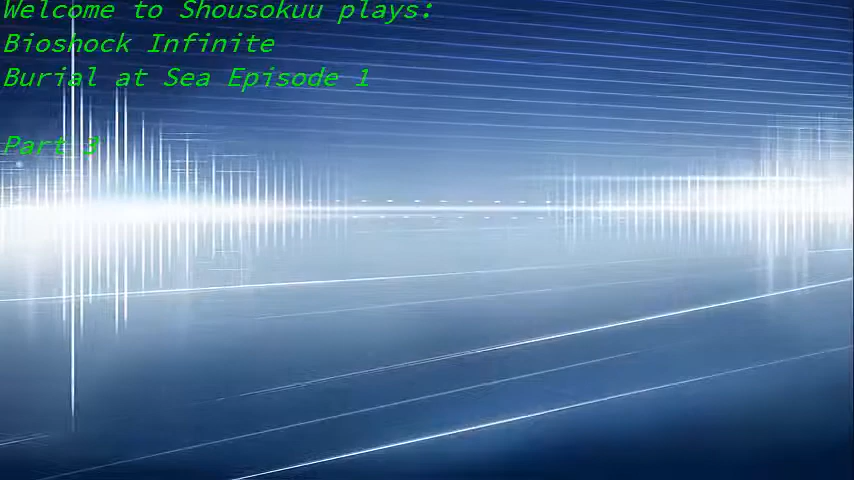 Welcome to Shousokuu plays:
Bioshock Infinite
Burial at Sea Episode 1
Part 3